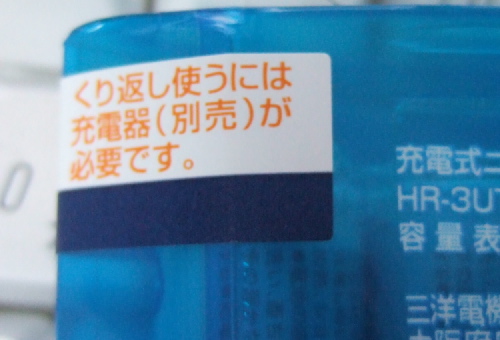 くり返し使うには
充電器(別売)が
必要です。
充電式ニ
HR-3U
容量表
三洋電機